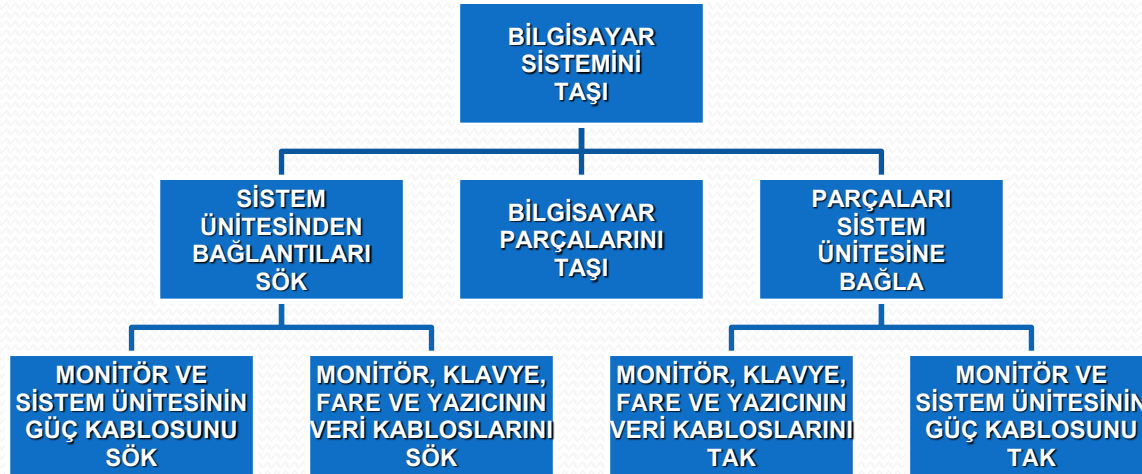 BİLGİSAYAR
SİSTEMİNİ
TAŞI
SİSTEM
ÜNİTESİNDEN
BAĞLANTILARI
SÖK
BİLGİSAYAR
PARÇALARINI
TAŞI
PARÇALARI
SİSTEM
ÜNİTESİNE
BAĞLA
MONİTÖR VE
SİSTEM ÜNİTESİNİN
GÜÇ KABLOSUNU
SÖK
MONİTÖR, KLAVYE,
FARE VE YAZICININ
VERİ KABLOSLARINI
SÖK
MONİTÖR, KLAVYE,
FARE VE YAZICININ
VERİ KABLOSLARINI
TAK
MONİTÖR VE
SİSTEM ÜNİTESİNİN
GÜÇ KABLOSUNU
TAK